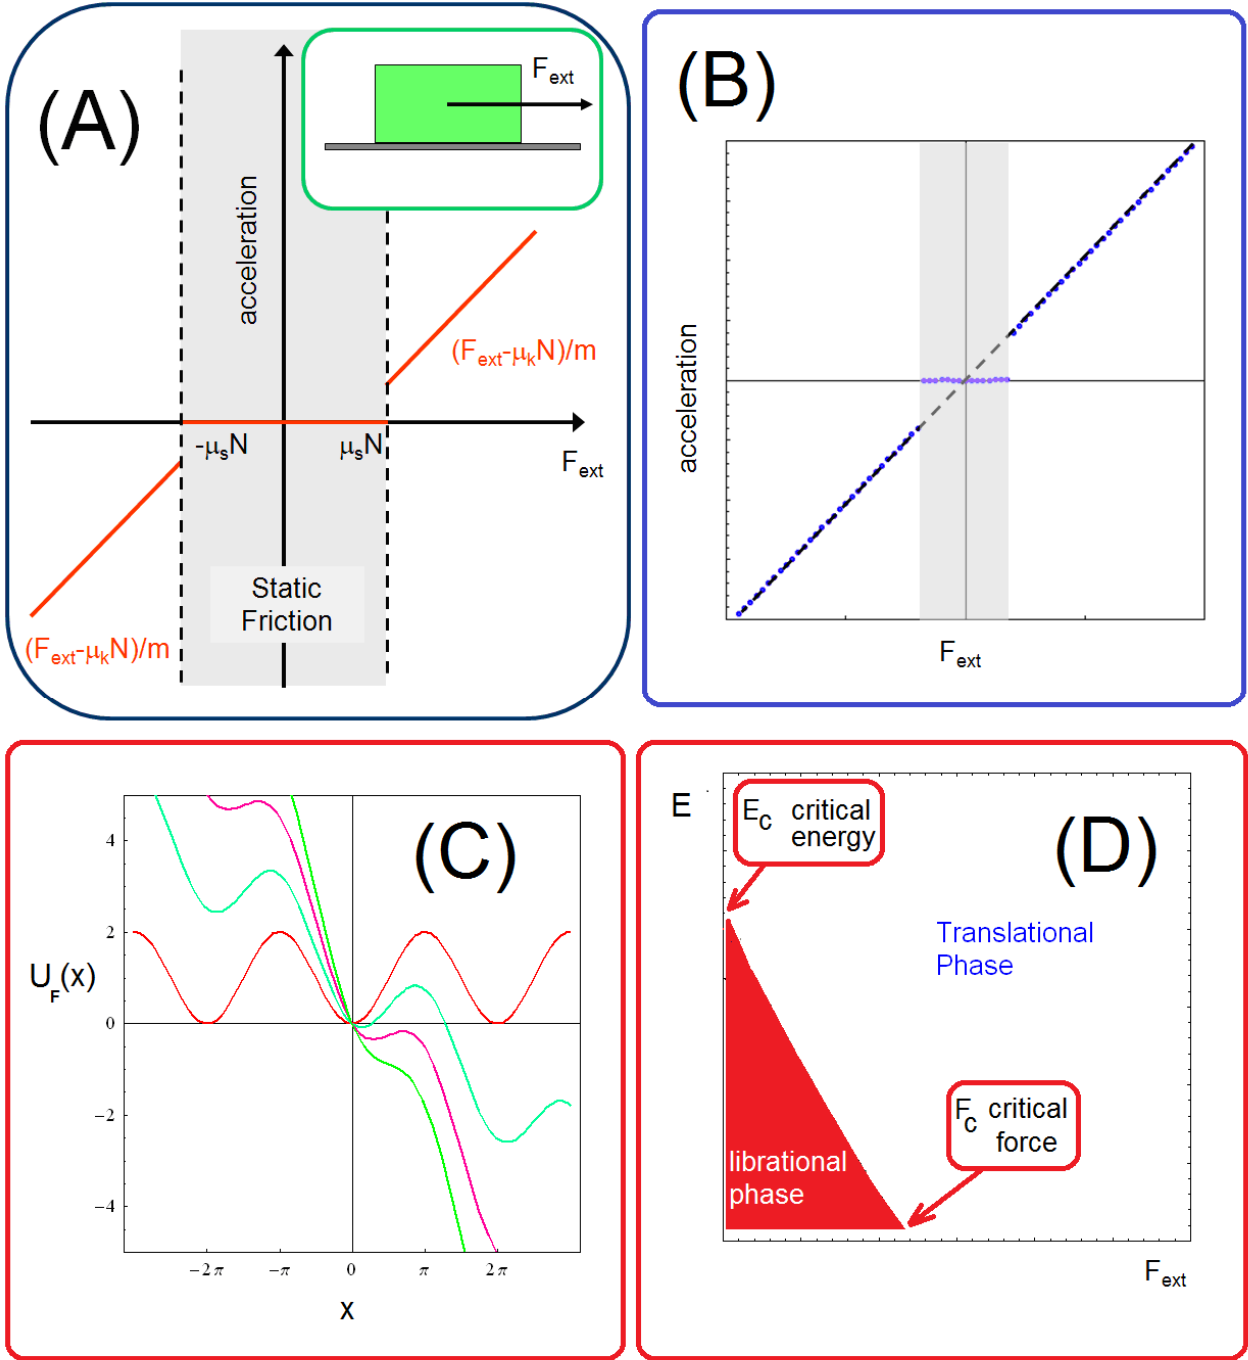 (A)
F_ext
acceleration
(F_ext-μ_kN)/m
-μ_sN
μ_sN
F_ext
Static
Friction
(F_ext-μ_kN)/m
(B)
acceleration
F_ext
(C)
U_F(x)
4
2
0
−2
−4
−2π
−π
0
π
2π
x
(D)
E
E_c critical
energy
Translational
Phase
F_c critical
force
librational
phase
F_ext